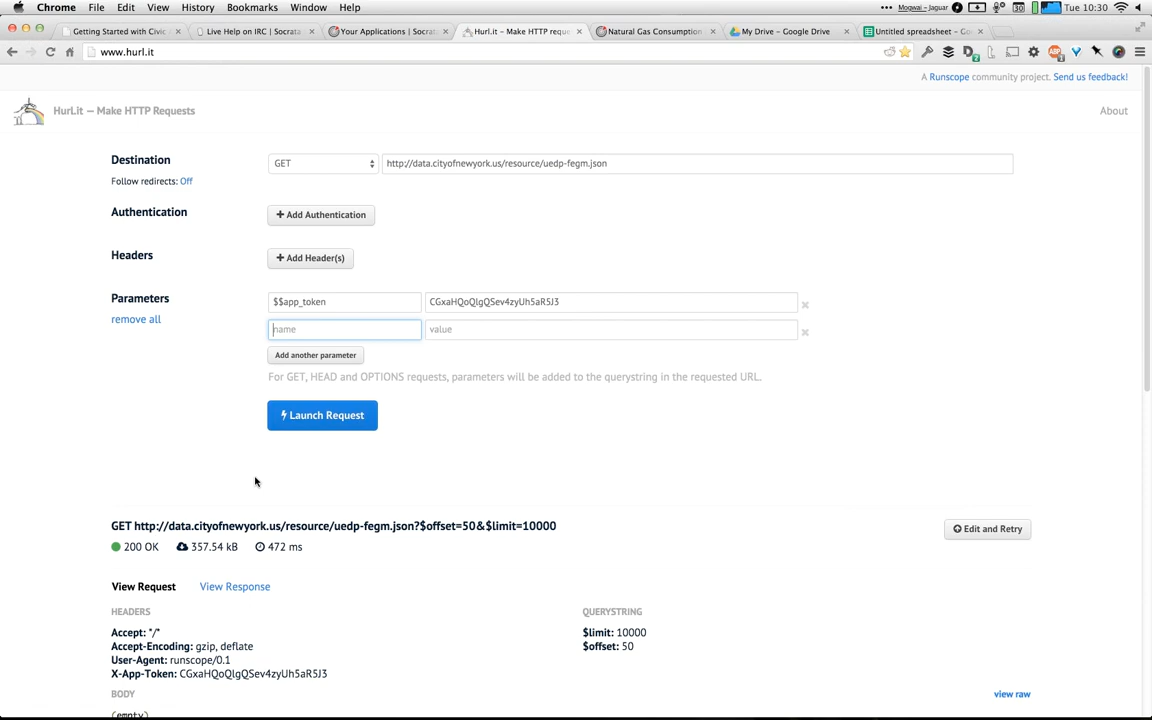 Chrome File Edit View History Bookmarks Window Help Mogwai – Jaguar Tue 10:30
Getting Started with Civic Live Help on IRC | Socrata Your Applications | Socrat Hurl.it – Make HTTP reque Natural Gas Consumption My Drive – Google Drive Untitled spreadsheet – Go
www.hurl.it
A Runscope community project. Send us feedback!
Hurl.it — Make HTTP Requests About
Destination GET http://data.cityofnewyork.us/resource/uedp-fegm.json
Follow redirects: Off
Authentication + Add Authentication
Headers + Add Header(s)
Parameters $$app_token CGxaHQoQlgQSev4zyUh5aR5J3
remove all name value
Add another parameter
For GET, HEAD and OPTIONS requests, parameters will be added to the querystring in the requested URL.
Launch Request
GET http://data.cityofnewyork.us/resource/uedp-fegm.json?$offset=50&$limit=10000 Edit and Retry
200 OK 357.54 kB 472 ms
View Request View Response
HEADERS QUERYSTRING
Accept: */* $limit: 10000
Accept-Encoding: gzip, deflate $offset: 50
User-Agent: runscope/0.1
X-App-Token: CGxaHQoQlgQSev4zyUh5aR5J3
BODY view raw
(empty)